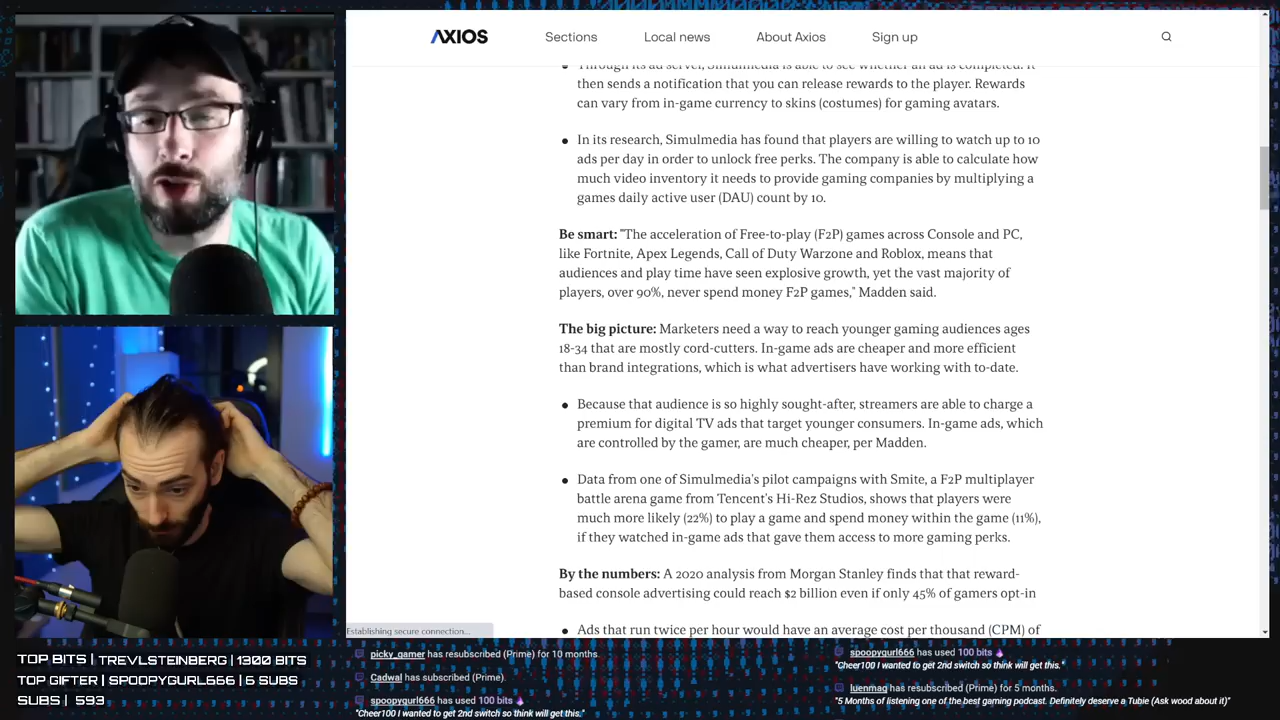 AXIOS
Sections
Local news
About Axios
Sign up
Through its ad server, Simulmedia is able to see whether an ad is completed. It
then sends a notification that you can release rewards to the player. Rewards
can vary from in-game currency to skins (costumes) for gaming avatars.
In its research, Simulmedia has found that players are willing to watch up to 10
ads per day in order to unlock free perks. The company is able to calculate how
much video inventory it needs to provide gaming companies by multiplying a
games daily active user (DAU) count by 10.
Be smart: "The acceleration of Free-to-play (F2P) games across Console and PC,
like Fortnite, Apex Legends, Call of Duty Warzone and Roblox, means that
audiences and play time have seen explosive growth, yet the vast majority of
players, over 90%, never spend money F2P games," Madden said.
The big picture: Marketers need a way to reach younger gaming audiences ages
18-34 that are mostly cord-cutters. In-game ads are cheaper and more efficient
than brand integrations, which is what advertisers have working with to-date.
Because that audience is so highly sought-after, streamers are able to charge a
premium for digital TV ads that target younger consumers. In-game ads, which
are controlled by the gamer, are much cheaper, per Madden.
Data from one of Simulmedia's pilot campaigns with Smite, a F2P multiplayer
battle arena game from Tencent's Hi-Rez Studios, shows that players were
much more likely (22%) to play a game and spend money within the game (11%),
if they watched in-game ads that gave them access to more gaming perks.
By the numbers: A 2020 analysis from Morgan Stanley finds that that reward-
based console advertising could reach $2 billion even if only 45% of gamers opt-in
Ads that run twice per hour would have an average cost per thousand (CPM) of
Establishing secure connection...
TOP BITS | TREVLSTEINBERG | 1300 BITS
TOP GIFTER | SPOOPYGURL666 | 6 SUBS
SUBS | 593
picky_gamer has resubscribed (Prime) for 10 months.
Cadwal has subscribed (Prime).
spoopygurl666 has used 100 bits
"Cheer100 I wanted to get 2nd switch so think will get this."
spoopygurl666 has used 100 bits
"Cheer100 I wanted to get 2nd switch so think will get this."
luenmag has resubscribed (Prime) for 5 months.
"5 Months of listening one of the best gaming podcast. Definitely deserve a Tubie (Ask wood about it)"